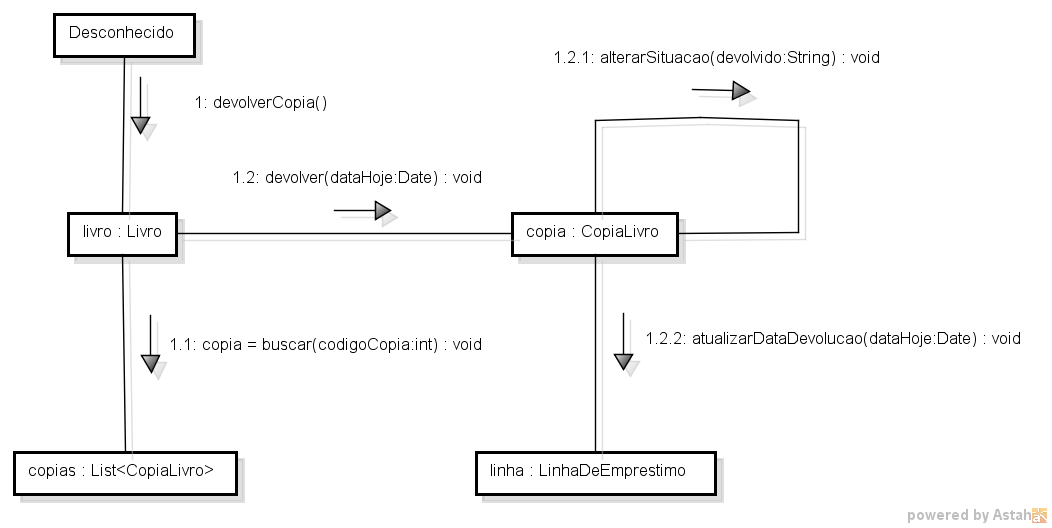 Desconhecido
1.2.1: alterarSituacao(devolvido:String) : void
1: devolverCopia()
1.2: devolver(dataHoje:Date) : void
livro : Livro
copia : CopiaLivro
1.1: copia = buscar(codigoCopia:int) : void
1.2.2: atualizarDataDevolucao(dataHoje:Date) : void
copias : List<CopiaLivro>
linha : LinhaDeEmprestimo
powered by Astah